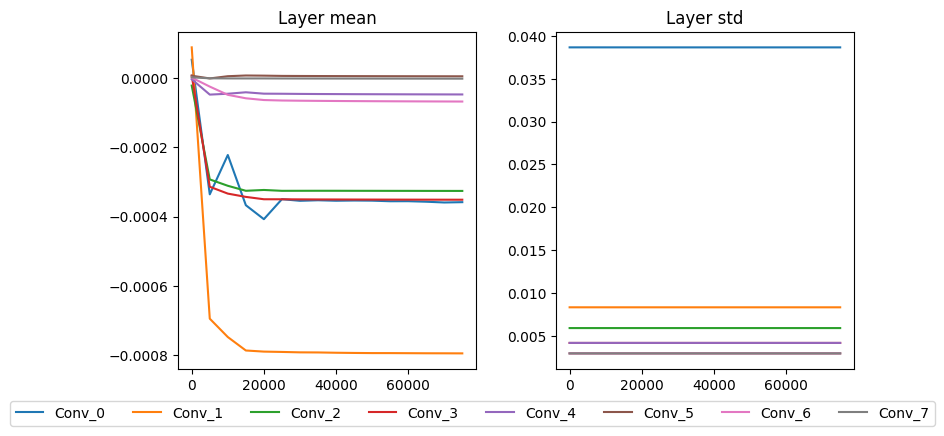 Layer mean
Layer std
0.0000
−0.0002
−0.0004
−0.0006
−0.0008
0 20000 40000 60000
0.040
0.035
0.030
0.025
0.020
0.015
0.010
0.005
0 20000 40000 60000
Conv_0 Conv_1 Conv_2 Conv_3 Conv_4 Conv_5 Conv_6 Conv_7